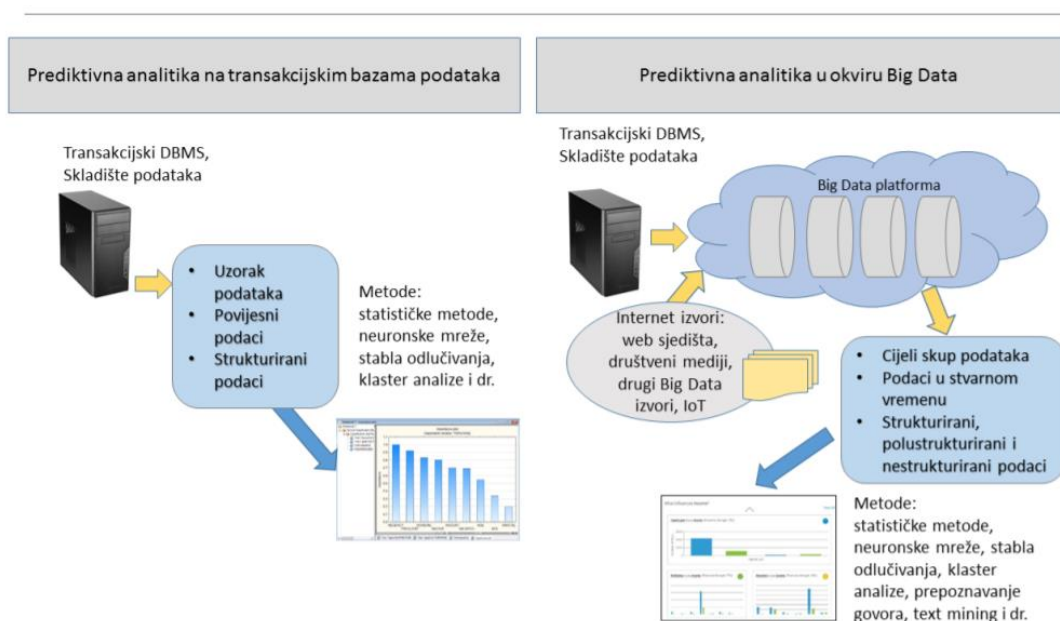 Prediktivna analitika na transakcijskim bazama podataka
Transakcijski DBMS,
Skladište podataka
• Uzorak
podataka
• Povijesni
podaci
• Strukturirani
podaci
Metode:
statističke metode,
neuronske mreže,
stabla odlučivanja,
klaster analize i dr.
Prediktivna analitika u okviru Big Data
Transakcijski DBMS,
Skladište podataka
Big Data platforma
Internet izvori:
web sjedišta,
društveni mediji,
drugi Big Data
izvori, IoT
• Cijeli skup podataka
• Podaci u stvarnom
vremenu
• Strukturirani,
polustrukturirani i
nestrukturirani podaci
Metode:
statističke metode,
neuronske mreže, stabla
odlučivanja, klaster
analize, prepoznavanje
govora, text mining i dr.